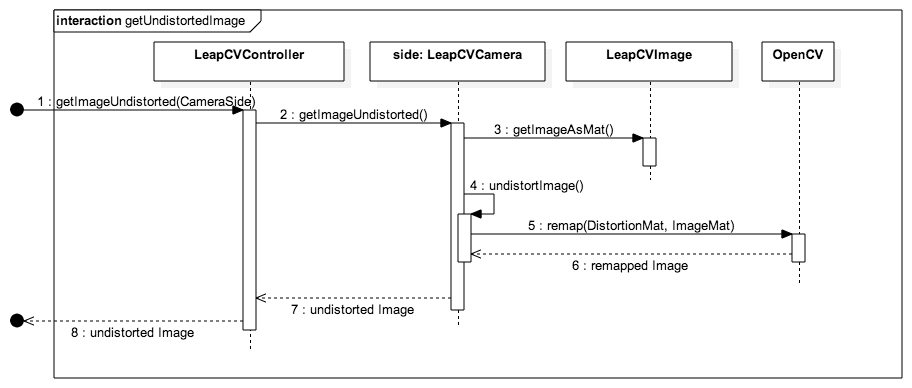 interaction getUndistortedImage
LeapCVController
side: LeapCVCamera
LeapCVImage
OpenCV
1 : getImageUndistorted(CameraSide)
2 : getImageUndistorted()
3 : getImageAsMat()
4 : undistortImage()
5 : remap(DistortionMat, ImageMat)
6 : remapped Image
7 : undistorted Image
8 : undistorted Image